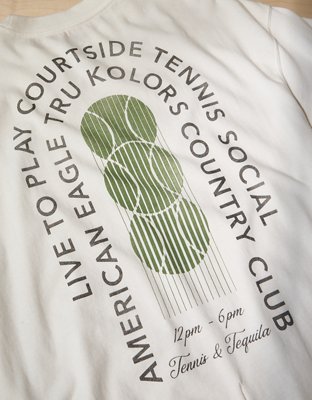 LIVE TO PLAY COURTSIDE TENNIS SOCIAL
AMERICAN EAGLE TRU KOLORS COUNTRY CLUB
12pm - 6pm
Tennis & Tequila